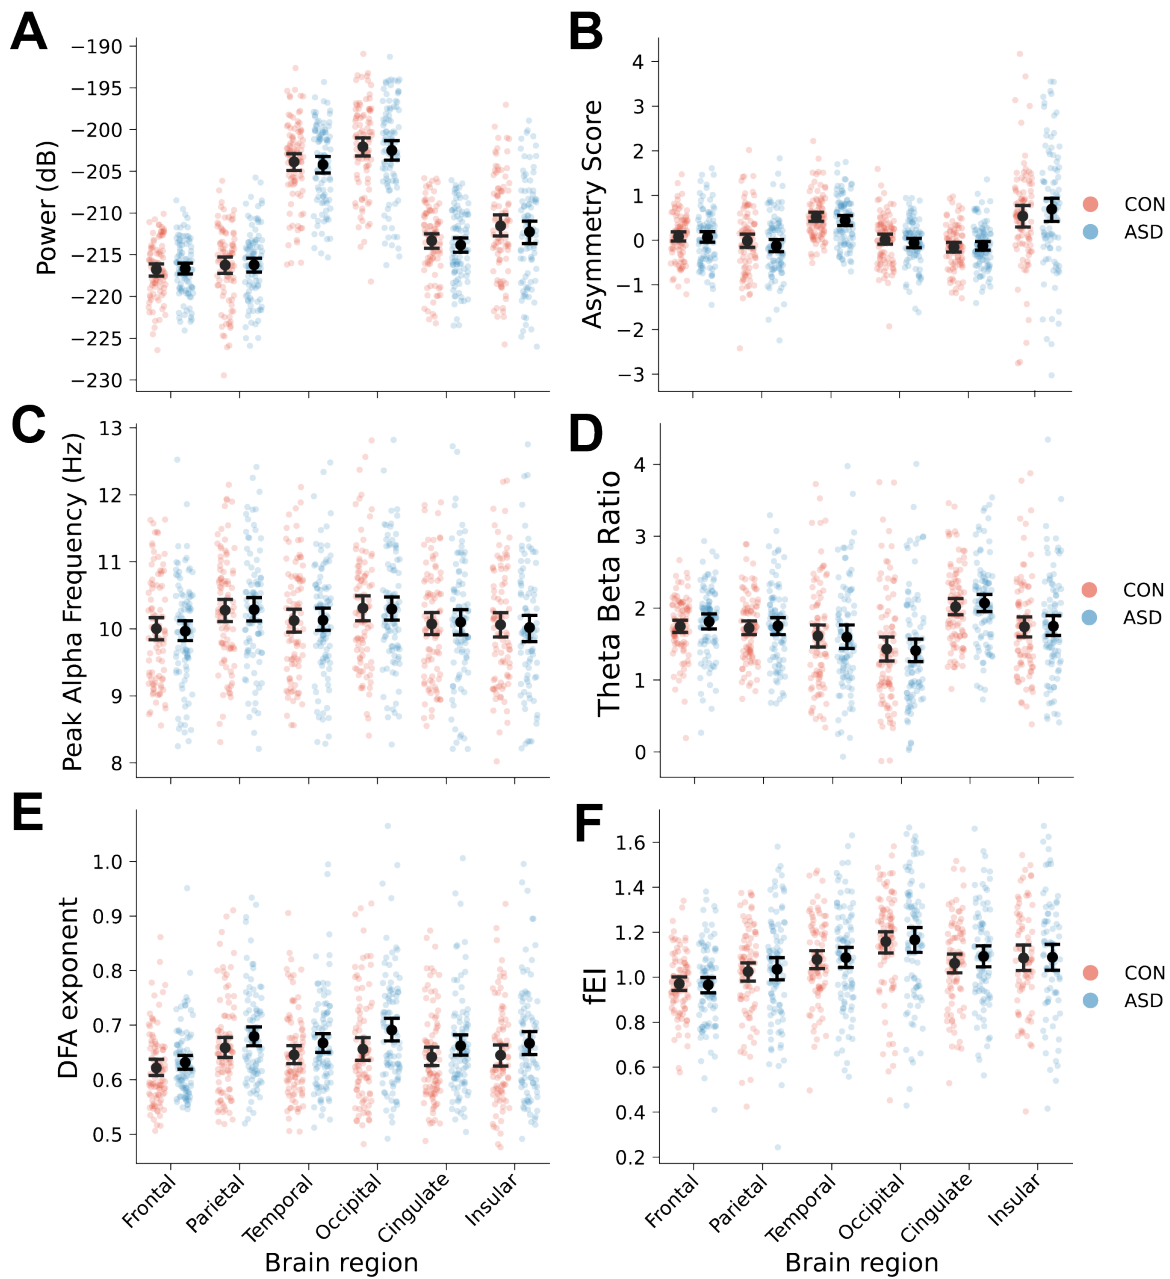 A
Power (dB)
−190
−195
−200
−205
−210
−215
−220
−225
−230
B
Asymmetry Score
4
3
2
1
0
−1
−2
−3
CON
ASD
C
Peak Alpha Frequency (Hz)
13
12
11
10
9
8
D
Theta Beta Ratio
4
3
2
1
0
CON
ASD
E
DFA exponent
1.0
0.9
0.8
0.7
0.6
0.5
Frontal
Parietal
Temporal
Occipital
Cingulate
Insular
Brain region
F
fEI
1.6
1.4
1.2
1.0
0.8
0.6
0.4
0.2
Frontal
Parietal
Temporal
Occipital
Cingulate
Insular
Brain region
CON
ASD